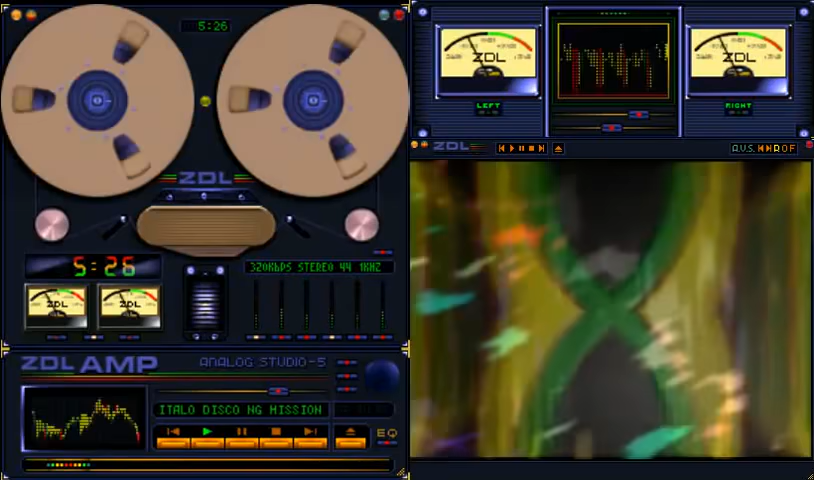 5:26
ZDL
5:26
320KBPS STEREO 44 1KHZ
ZDL
ZDL
ZDL AMP
ANALOG STUDIO-5
ITALO DISCO NG MISSION
EQ
ZDL
ZDL
LEFT
RIGHT
ZDL
A.V.S.
R O F